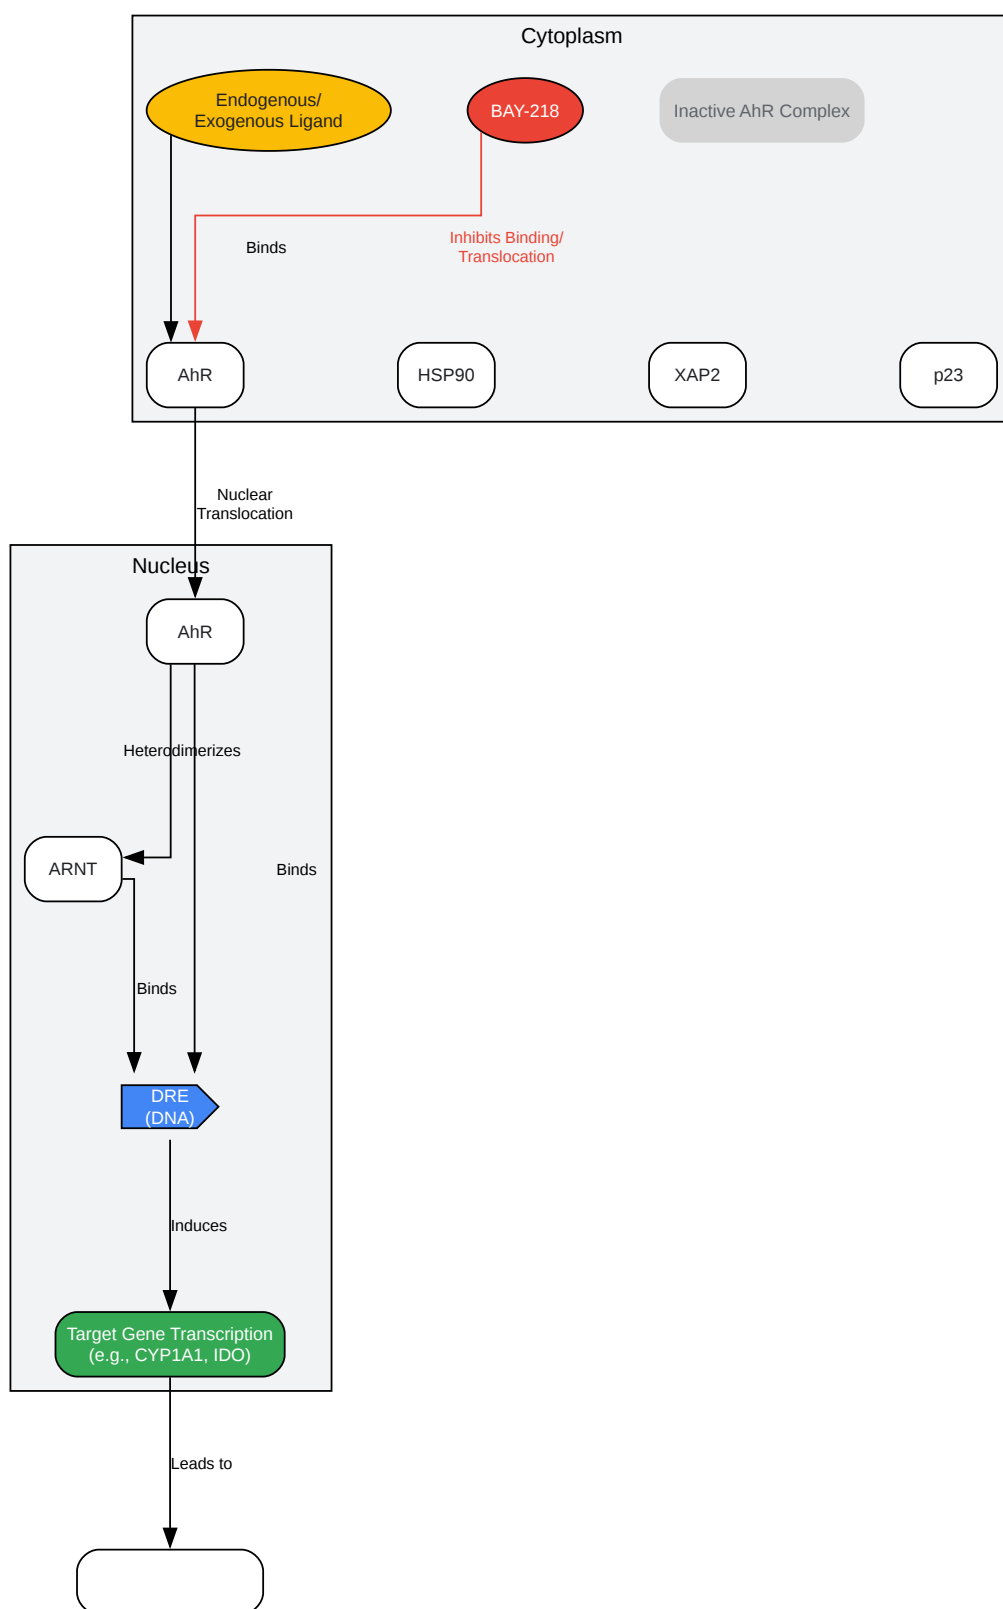 Cytoplasm
Endogenous/
Exogenous Ligand
BAY-218
Inactive AhR Complex
Binds
Inhibits Binding/
Translocation
AhR
HSP90
XAP2
p23
Nuclear
Translocation
Nucleus
AhR
Heterodimerizes
ARNT
Binds
Binds
DRE
(DNA)
Induces
Target Gene Transcription
(e.g., CYP1A1, IDO)
Leads to